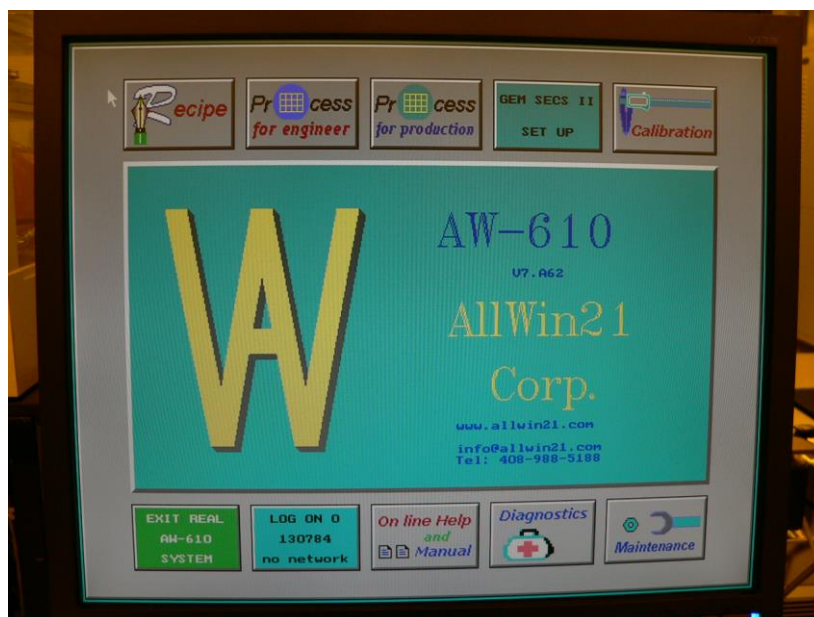 Recipe
Process
for engineer
Process
for production
GEM SECS II
SET UP
Calibration
AW
AW-610
V7.A62
AllWin21
Corp.
www.allwin21.com
info@allwin21.com
Tel: 408-988-5188
EXIT REAL
AW-610
SYSTEM
LOG ON 0
130784
no network
On line Help
and
Manual
Diagnostics
Maintenance